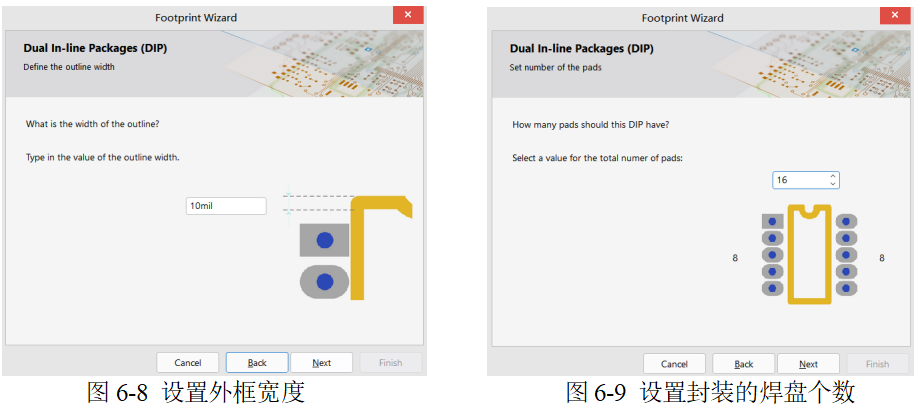 Footprint Wizard
Dual In-line Packages (DIP)
Define the outline width
What is the width of the outline?
Type in the value of the outline width.
10mil
Cancel Back Next Finish
图 6-8 设置外框宽度
Footprint Wizard
Dual In-line Packages (DIP)
Set number of the pads
How many pads should this DIP have?
Select a value for the total numer of pads:
16
8 8
Cancel Back Next Finish
图 6-9 设置封装的焊盘个数